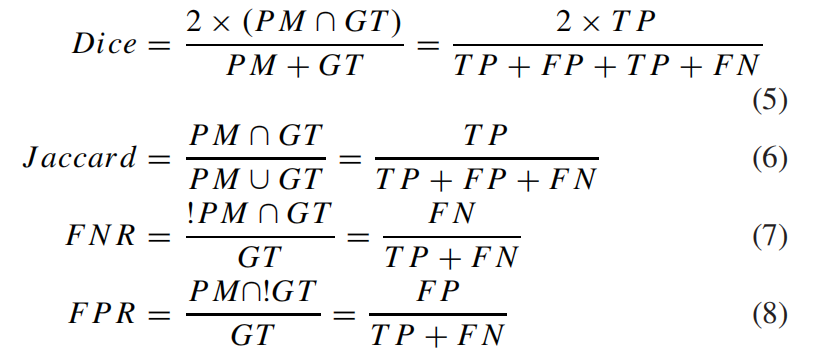 Dice = 2 × (PM ∩ GT) / PM + GT = 2 × TP / TP + FP + TP + FN
(5)
Jaccard = PM ∩ GT / PM ∪ GT = TP / TP + FP + FN (6)
FNR = !PM ∩ GT / GT = FN / TP + FN (7)
FPR = PM∩!GT / GT = FP / TP + FN (8)